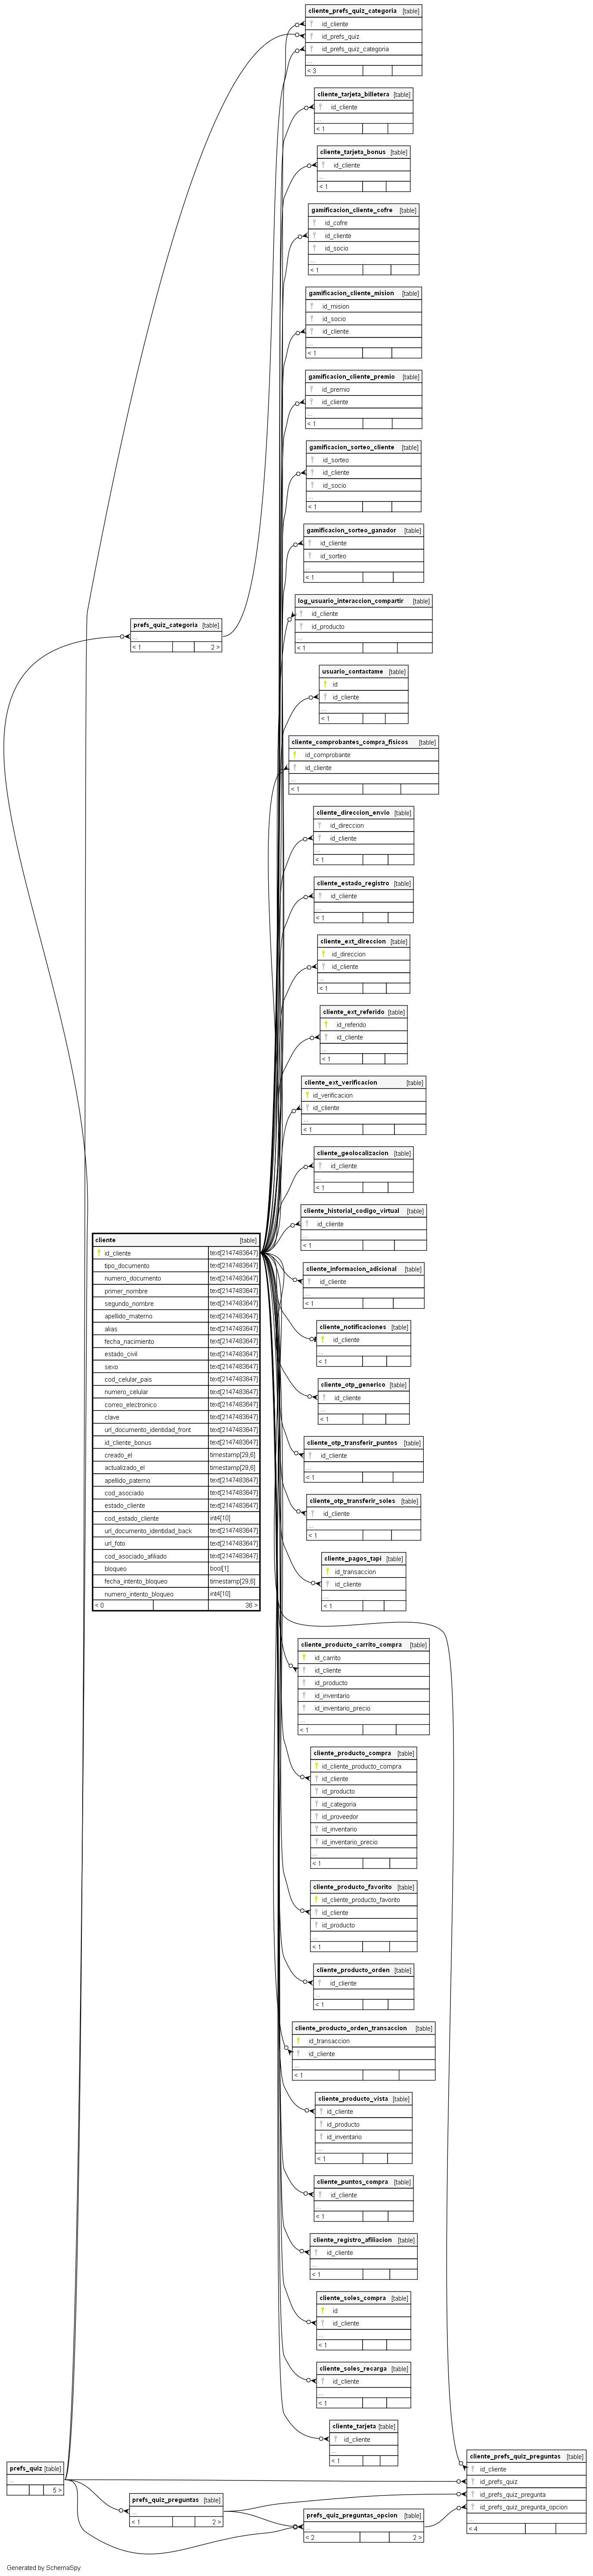 cliente_prefs_quiz_categoria [table]
id_cliente
id_prefs_quiz
id_prefs_quiz_categoria
...
< 3
cliente_tarjeta_billetera [table]
id_cliente
...
< 1
cliente_tarjeta_bonus [table]
id_cliente
...
< 1
gamificacion_cliente_cofre [table]
id_cofre
id_cliente
id_socio
...
< 1
gamificacion_cliente_mision [table]
id_mision
id_socio
id_cliente
...
< 1
gamificacion_cliente_premio [table]
id_premio
id_cliente
...
< 1
gamificacion_sorteo_cliente [table]
id_sorteo
id_cliente
id_socio
...
< 1
gamificacion_sorteo_ganador [table]
id_cliente
id_sorteo
...
< 1
log_usuario_interaccion_compartir [table]
id_cliente
id_producto
...
< 1
prefs_quiz_categoria [table]
...
< 1 2 >
usuario_contactame [table]
id
id_cliente
...
< 1
cliente_comprobantes_compra_fisicos [table]
id_comprobante
id_cliente
...
< 1
cliente_direccion_envio [table]
id_direccion
id_cliente
...
< 1
cliente_estado_registro [table]
id_cliente
...
< 1
cliente_ext_direccion [table]
id_direccion
id_cliente
...
< 1
cliente_ext_referido [table]
id_referido
id_cliente
...
< 1
cliente_ext_verificacion [table]
id_verificacion
id_cliente
...
< 1
cliente_geolocalizacion [table]
id_cliente
...
< 1
cliente_historial_codigo_virtual [table]
id_cliente
...
< 1
cliente [table]
id_cliente text[2147483647]
tipo_documento text[2147483647]
numero_documento text[2147483647]
primer_nombre text[2147483647]
segundo_nombre text[2147483647]
apellido_materno text[2147483647]
alias text[2147483647]
fecha_nacimiento text[2147483647]
estado_civil text[2147483647]
sexo text[2147483647]
cod_celular_pais text[2147483647]
numero_celular text[2147483647]
correo_electronico text[2147483647]
clave text[2147483647]
url_documento_identidad_front text[2147483647]
id_cliente_bonus text[2147483647]
creado_el timestamp[29,6]
actualizado_el timestamp[29,6]
apellido_paterno text[2147483647]
cod_asociado text[2147483647]
estado_cliente text[2147483647]
cod_estado_cliente int4[10]
url_documento_identidad_back text[2147483647]
url_foto text[2147483647]
cod_asociado_afiliado text[2147483647]
bloqueo bool[1]
fecha_intento_bloqueo timestamp[29,6]
numero_intento_bloqueo int4[10]
< 0 36 >
cliente_informacion_adicional [table]
id_cliente
...
< 1
cliente_notificaciones [table]
id_cliente
...
< 1
cliente_otp_generico [table]
id_cliente
...
< 1
cliente_otp_transferir_puntos [table]
id_cliente
...
< 1
cliente_otp_transferir_soles [table]
id_cliente
...
< 1
cliente_pagos_tapi [table]
id_transaccion
id_cliente
...
< 1
cliente_producto_carrito_compra [table]
id_carrito
id_cliente
id_producto
id_inventario
id_inventario_precio
...
< 1
cliente_producto_compra [table]
id_cliente_producto_compra
id_cliente
id_producto
id_categoria
id_proveedor
id_inventario
id_inventario_precio
...
< 1
cliente_producto_favorito [table]
id_cliente_producto_favorito
id_cliente
id_producto
...
< 1
cliente_producto_orden [table]
id_cliente
...
< 1
cliente_producto_orden_transaccion [table]
id_transaccion
id_cliente
...
< 1
cliente_producto_vista [table]
id_cliente
id_producto
id_inventario
...
< 1
cliente_puntos_compra [table]
id_cliente
...
< 1
cliente_registro_afiliacion [table]
id_cliente
...
< 1
cliente_soles_compra [table]
id
id_cliente
...
< 1
cliente_soles_recarga [table]
id_cliente
...
< 1
cliente_tarjeta [table]
id_cliente
...
< 1
prefs_quiz [table]
...
5 >
cliente_prefs_quiz_preguntas [table]
id_cliente
id_prefs_quiz
id_prefs_quiz_pregunta
id_prefs_quiz_pregunta_opcion
...
< 4
prefs_quiz_preguntas [table]
...
< 1 2 >
prefs_quiz_preguntas_opcion [table]
...
< 2 2 >
Generated by SchemaSpy